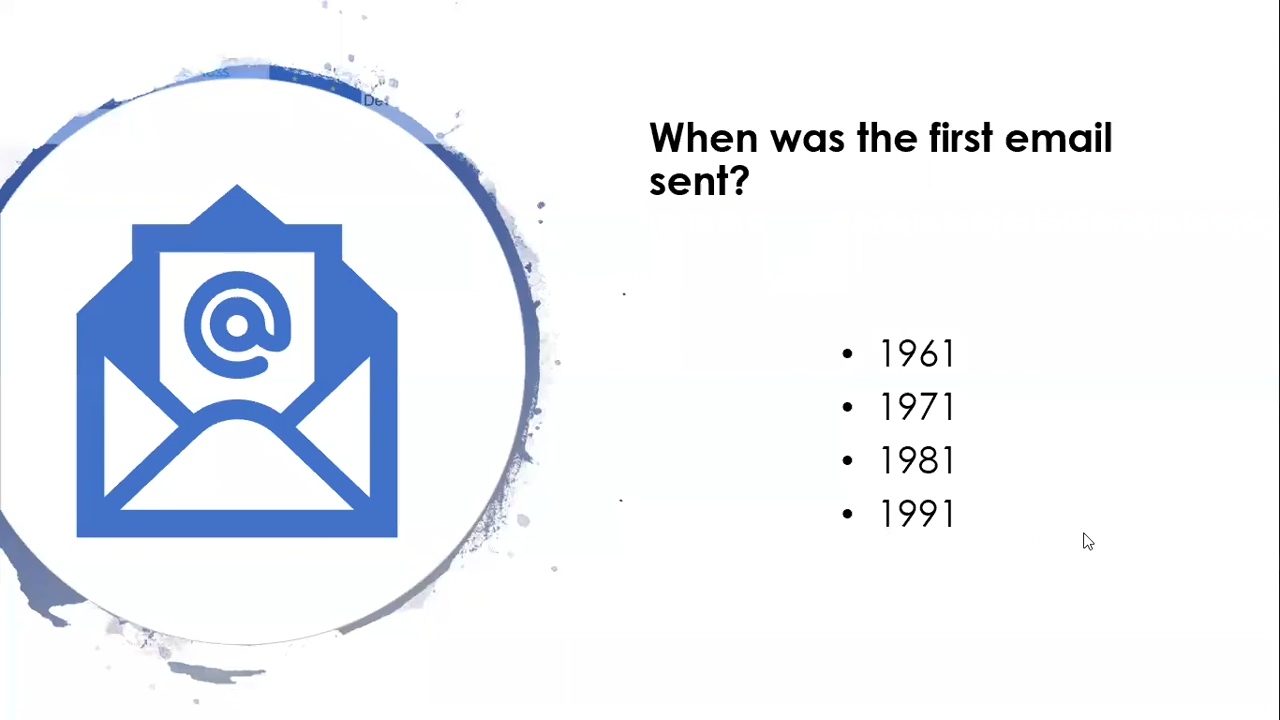 When was the first email
sent?
• 1961
• 1971
• 1981
• 1991